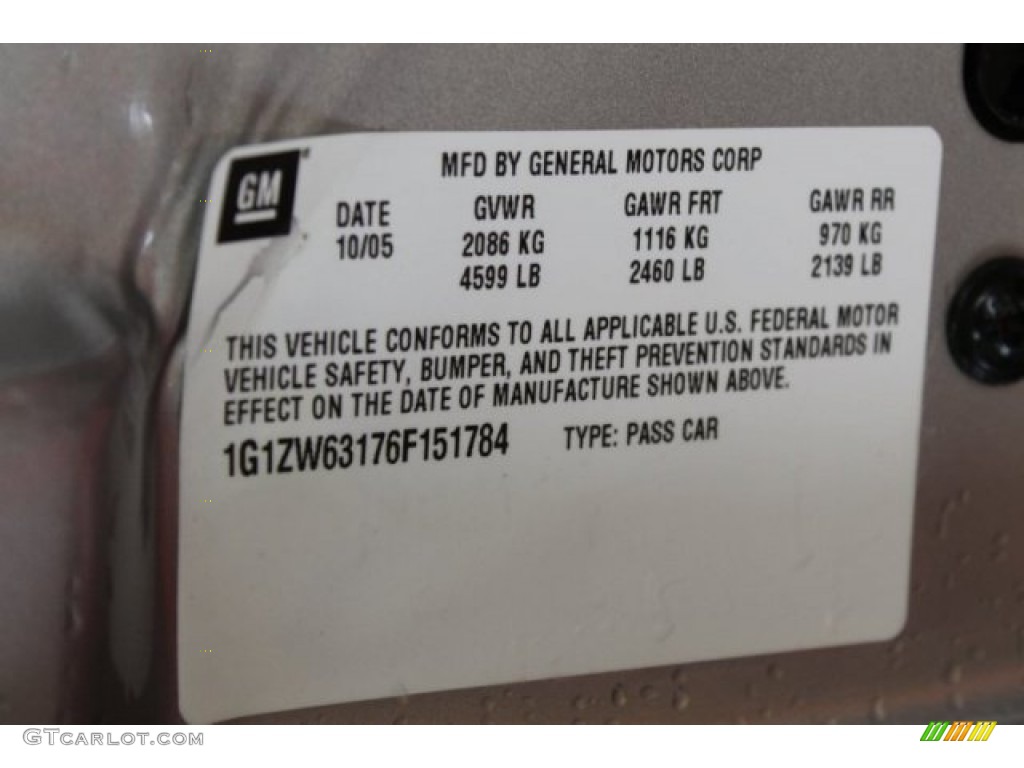 GM
MFD BY GENERAL MOTORS CORP
DATE GVWR GAWR FRT GAWR RR
10/05 2086 KG 1116 KG 970 KG
4599 LB 2460 LB 2139 LB
THIS VEHICLE CONFORMS TO ALL APPLICABLE U.S. FEDERAL MOTOR
VEHICLE SAFETY, BUMPER, AND THEFT PREVENTION STANDARDS IN
EFFECT ON THE DATE OF MANUFACTURE SHOWN ABOVE.
1G1ZW63176F151784 TYPE: PASS CAR
GTcarlot.com